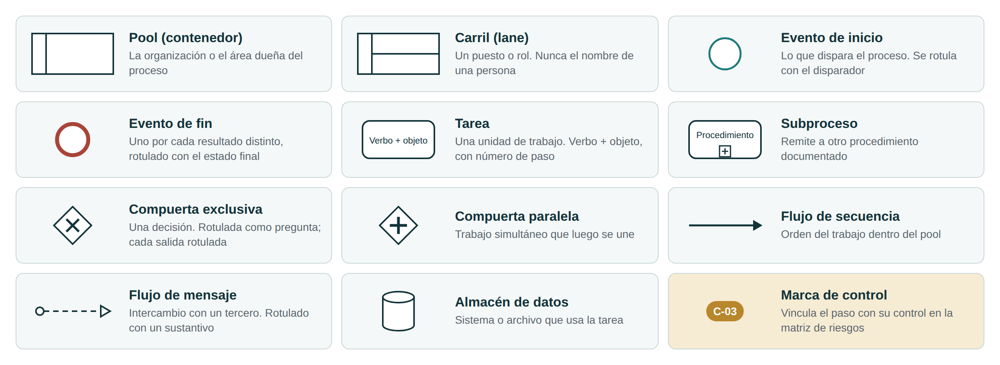 Pool (contenedor)
La organización o el área dueña del
proceso
Carril (lane)
Un puesto o rol. Nunca el nombre de
una persona
Evento de inicio
Lo que dispara el proceso. Se rotula
con el disparador
Evento de fin
Uno por cada resultado distinto,
rotulado con el estado final
Verbo + objeto
Tarea
Una unidad de trabajo. Verbo + objeto,
con número de paso
Procedimiento
Subproceso
Remite a otro procedimiento
documentado
Compuerta exclusiva
Una decisión. Rotulada como pregunta;
cada salida rotulada
Compuerta paralela
Trabajo simultáneo que luego se une
Flujo de secuencia
Orden del trabajo dentro del pool
Flujo de mensaje
Intercambio con un tercero. Rotulado
con un sustantivo
Almacén de datos
Sistema o archivo que usa la tarea
C-03
Marca de control
Vincula el paso con su control en la
matriz de riesgos